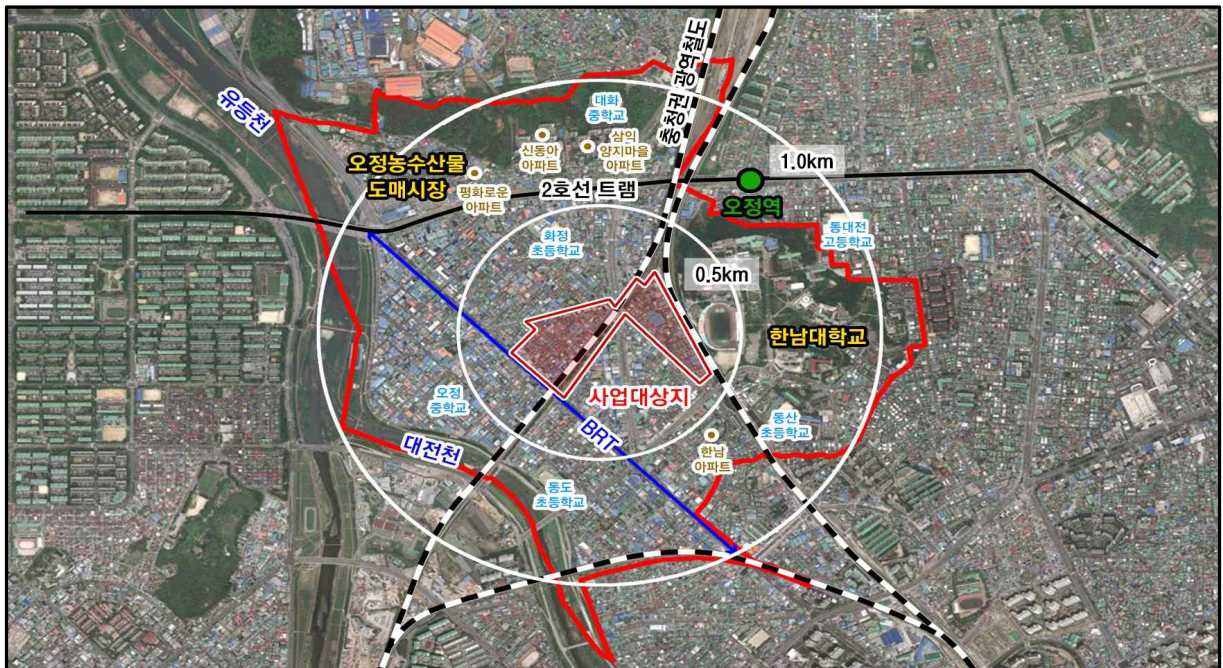 충청권 광역철도
유등천
대화
중학교
신동아
아파트
삼익
양지마을
아파트
오정농수산물
도매시장
평화로운
아파트
2호선 트램
1.0km
오정역
동대전
고등학교
화정
초등학교
0.5km
한남대학교
사업대상지
오정
중학교
BRT
대전천
한남
아파트
동산
초등학교
동도
초등학교